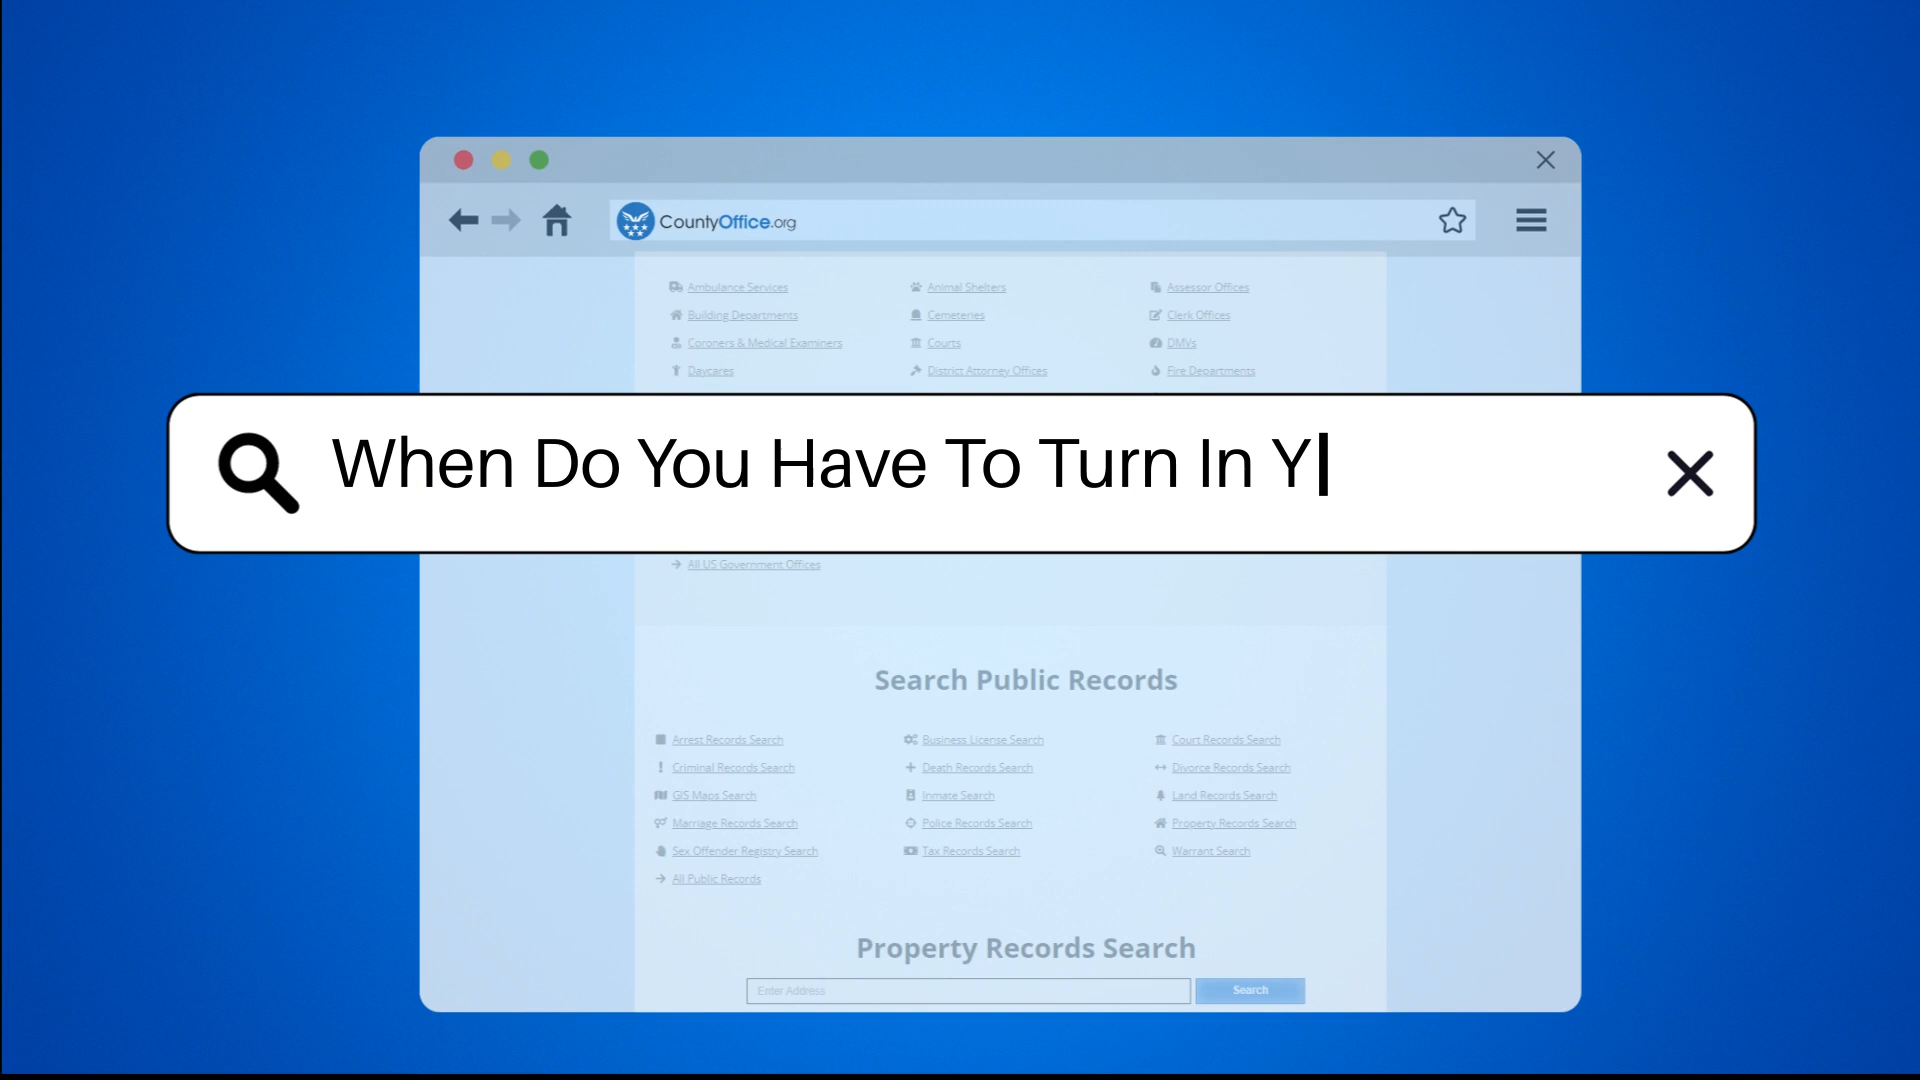 CountyOffice.org
Ambulance Services Animal Shelters Assessor Offices
Building Departments Cemeteries Clerk Offices
Coroners & Medical Examiners Courts DMVs
Daycares District Attorney Offices Fire Departments
When Do You Have To Turn In Y
All US Government Offices
Search Public Records
Arrest Records Search Business License Search Court Records Search
Criminal Records Search Death Records Search Divorce Records Search
GIS Maps Search Inmate Search Land Records Search
Marriage Records Search Police Records Search Property Records Search
Sex Offender Registry Search Tax Records Search Warrant Search
All Public Records
Property Records Search
Enter Address Search